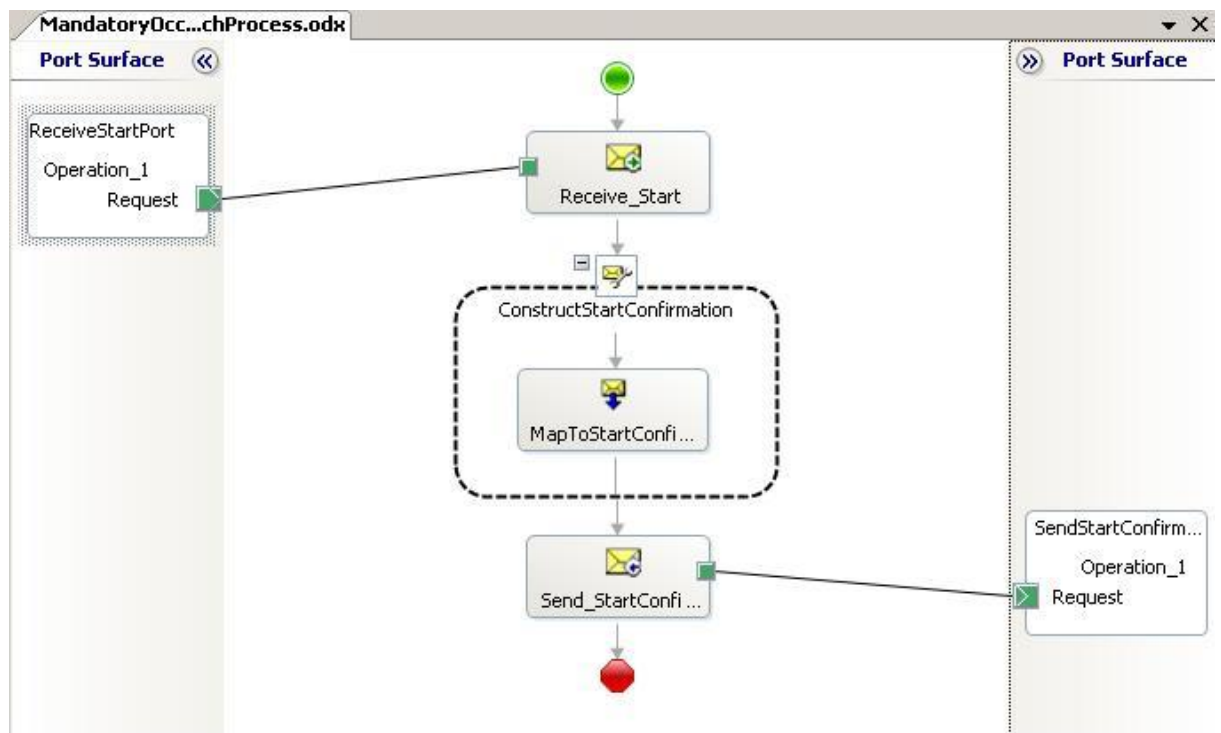 MandatoryOcc...chProcess.odx
Port Surface
Port Surface
ReceiveStartPort
Operation_1
Request
Receive_Start
ConstructStartConfirmation
MapToStartConfi...
SendStartConfirm...
Operation_1
Request
Send_StartConfi ...